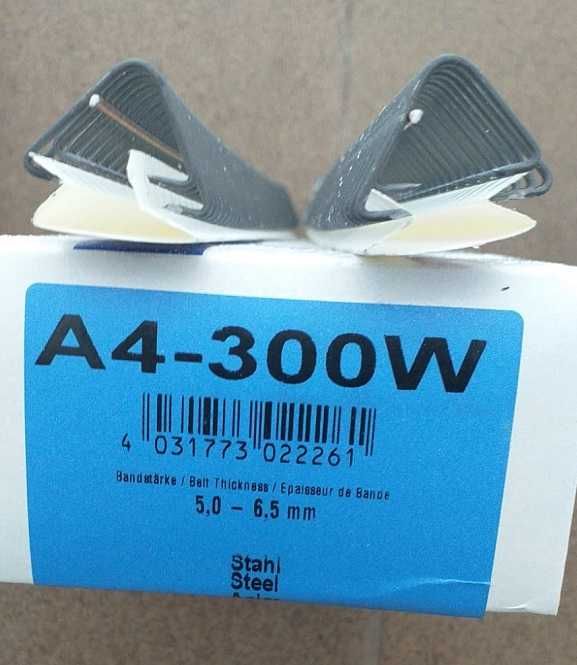 A4-300W
4 031773 022261
Bandstärke / Belt Thickness / Epaisseur de Bande
5,0 - 6,5 mm
Stahl
Steel